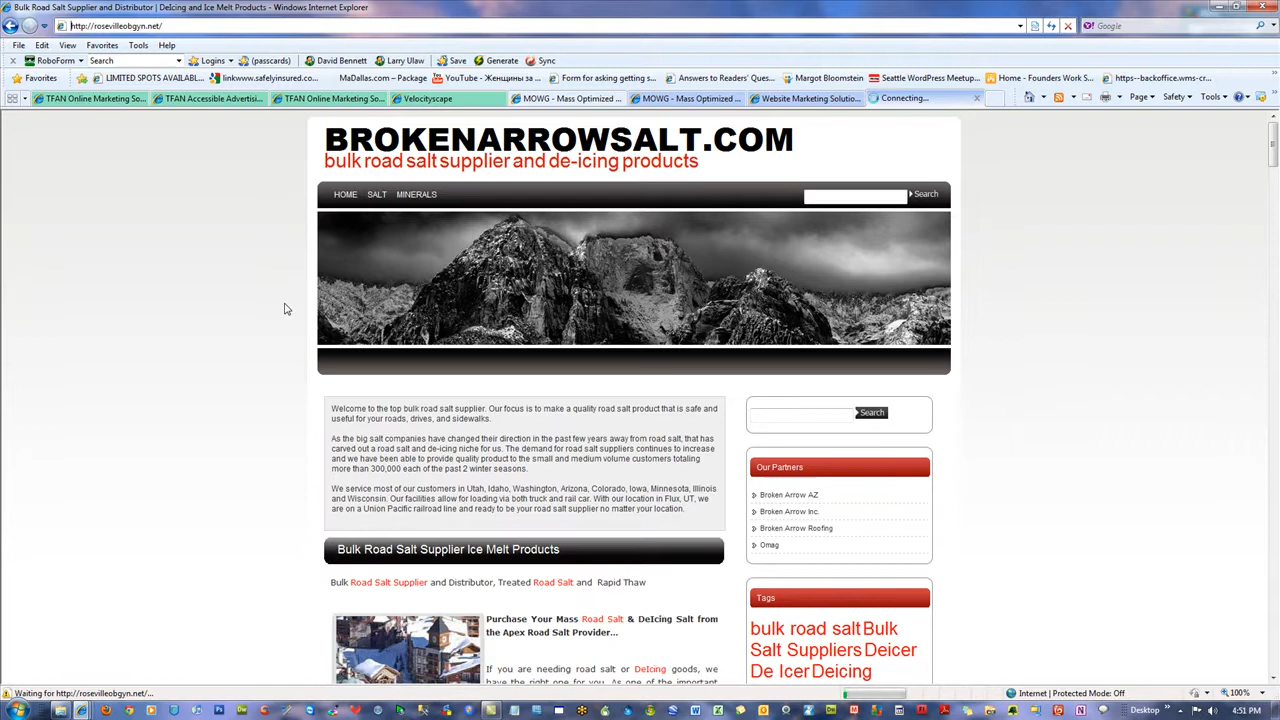 Bulk Road Salt Supplier and Distributor | DeIcing and Ice Melt Products - Windows Internet Explorer
http://rosevilleobgyn.net/
Google
File Edit View Favorites Tools Help
RoboForm Search Logins (passcards) David Bennett Larry Ulaw Save Generate Sync
Favorites LIMITED SPOTS AVAILABL... linkwww.safelyinsured.co... MaDallas.com – Package YouTube - Женщины за ... Form for asking getting s... Answers to Readers' Ques... Margot Bloomstein Seattle WordPress Meetup... Home - Founders Work S... https--backoffice.wms-cr...
TFAN Online Marketing So... TFAN Accessible Advertisi... TFAN Online Marketing So... Velocityscape MOWG - Mass Optimized ... MOWG - Mass Optimized ... Website Marketing Solutio... Connecting... Page Safety Tools
BROKENARROWSALT.COM
bulk road salt supplier and de-icing products
HOME SALT MINERALS Search
Welcome to the top bulk road salt supplier. Our focus is to make a quality road salt product that is safe and
useful for your roads, drives, and sidewalks.
As the big salt companies have changed their direction in the past few years away from road salt, that has
carved out a road salt and de-icing niche for us. The demand for road salt suppliers continues to increase
and we have been able to provide quality product to the small and medium volume customers totaling
more than 300,000 each of the past 2 winter seasons.
We service most of our customers in Utah, Idaho, Washington, Arizona, Colorado, Iowa, Minnesota, Illinois
and Wisconsin. Our facilities allow for loading via both truck and rail car. With our location in Flux, UT, we
are on a Union Pacific railroad line and ready to be your road salt supplier no matter your location.
Bulk Road Salt Supplier Ice Melt Products
Bulk Road Salt Supplier and Distributor, Treated Road Salt and Rapid Thaw
Purchase Your Mass Road Salt & DeIcing Salt from
the Apex Road Salt Provider...
If you are needing road salt or DeIcing goods, we
have the right one for you. As one of the important
Search
Our Partners
Broken Arrow AZ
Broken Arrow Inc.
Broken Arrow Roofing
Omag
Tags
bulk road salt Bulk
Salt Suppliers Deicer
De Icer Deicing
Waiting for http://rosevilleobgyn.net/... Internet | Protected Mode: Off 100%
Desktop 4:51 PM